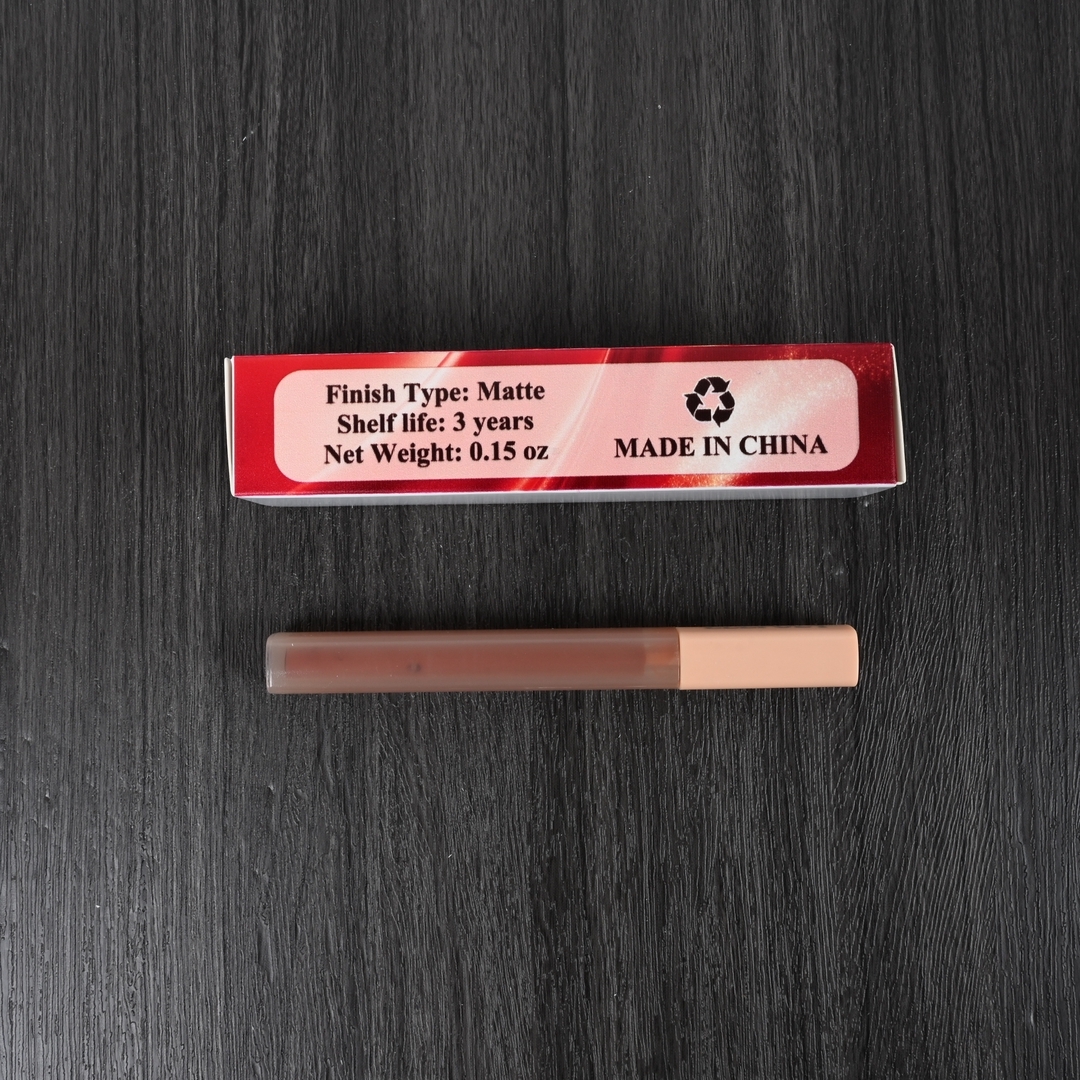 Finish Type: Matte
Shelf life: 3 years
Net Weight: 0.15 oz
MADE IN CHINA